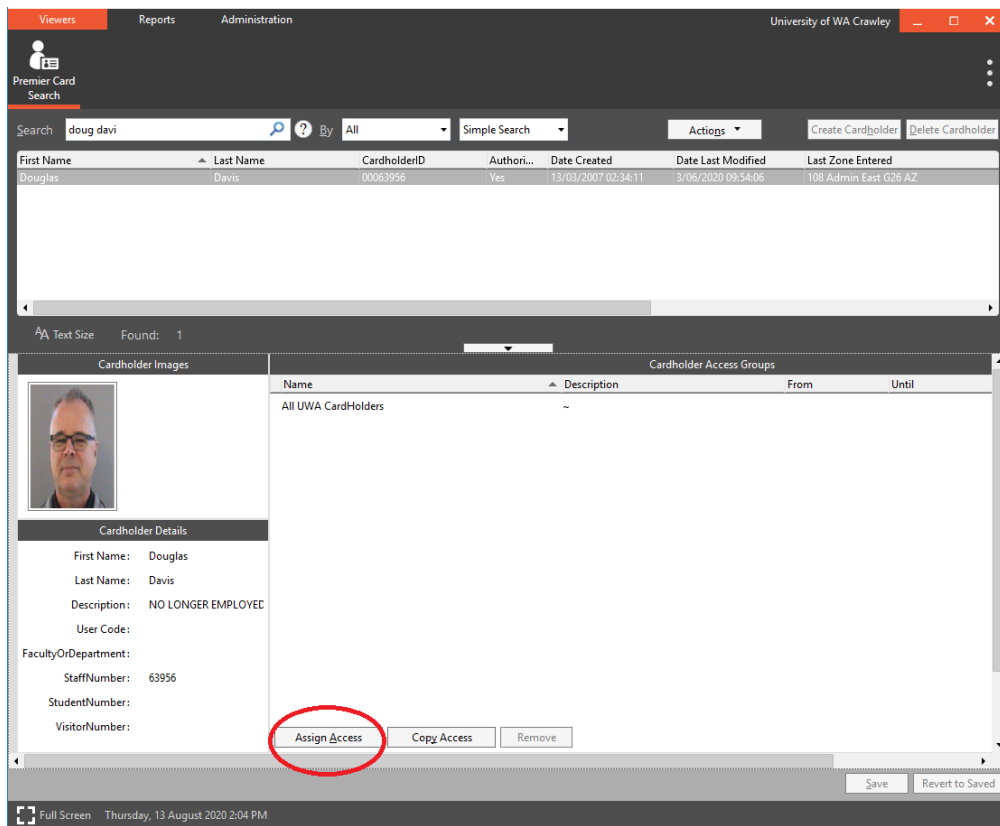 Viewers Reports Administration University of WA Crawley
Premier Card
Search
Search doug davi ? By All Simple Search Actions Create Cardholder Delete Cardholder
First Name Last Name CardholderID Authori... Date Created Date Last Modified Last Zone Entered
Douglas Davis 00063956 Yes 13/03/2007 02:34:11 3/06/2020 09:54:06 108 Admin East G26 AZ
AA Text Size Found: 1
Cardholder Images Cardholder Access Groups
Name Description From Until
All UWA CardHolders ~
Cardholder Details
First Name: Douglas
Last Name: Davis
Description: NO LONGER EMPLOYED
User Code:
FacultyOrDepartment:
StaffNumber: 63956
StudentNumber:
VisitorNumber:
Assign Access Copy Access Remove
Save Revert to Saved
Full Screen Thursday, 13 August 2020 2:04 PM